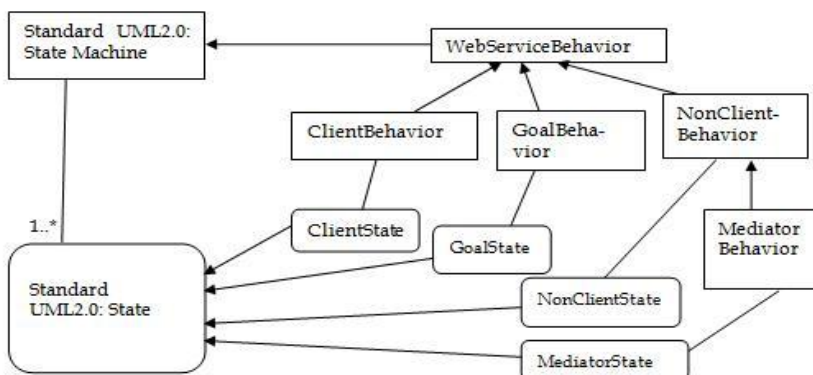 Standard UML2.0:
State Machine
WebServiceBehavior
ClientBehavior
GoalBeha-
vior
NonClient-
Behavior
1..*
ClientState
GoalState
Mediator
Behavior
Standard
UML2.0: State
NonClientState
MediatorState